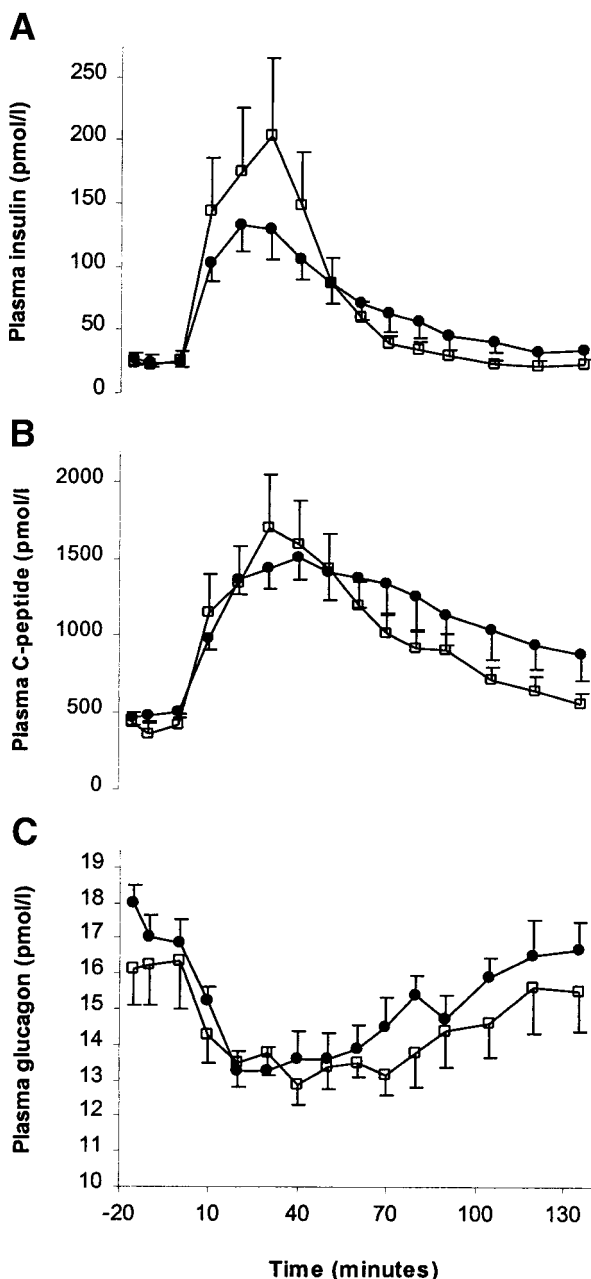 A
Plasma insulin (pmol/l)
250
200
150
100
50
0
B
Plasma C-peptide (pmol/l
2000
1500
1000
500
0
C
Plasma glucagon (pmol/l)
19
18
17
16
15
14
13
12
11
10
-20 10 40 70 100 130
Time (minutes)